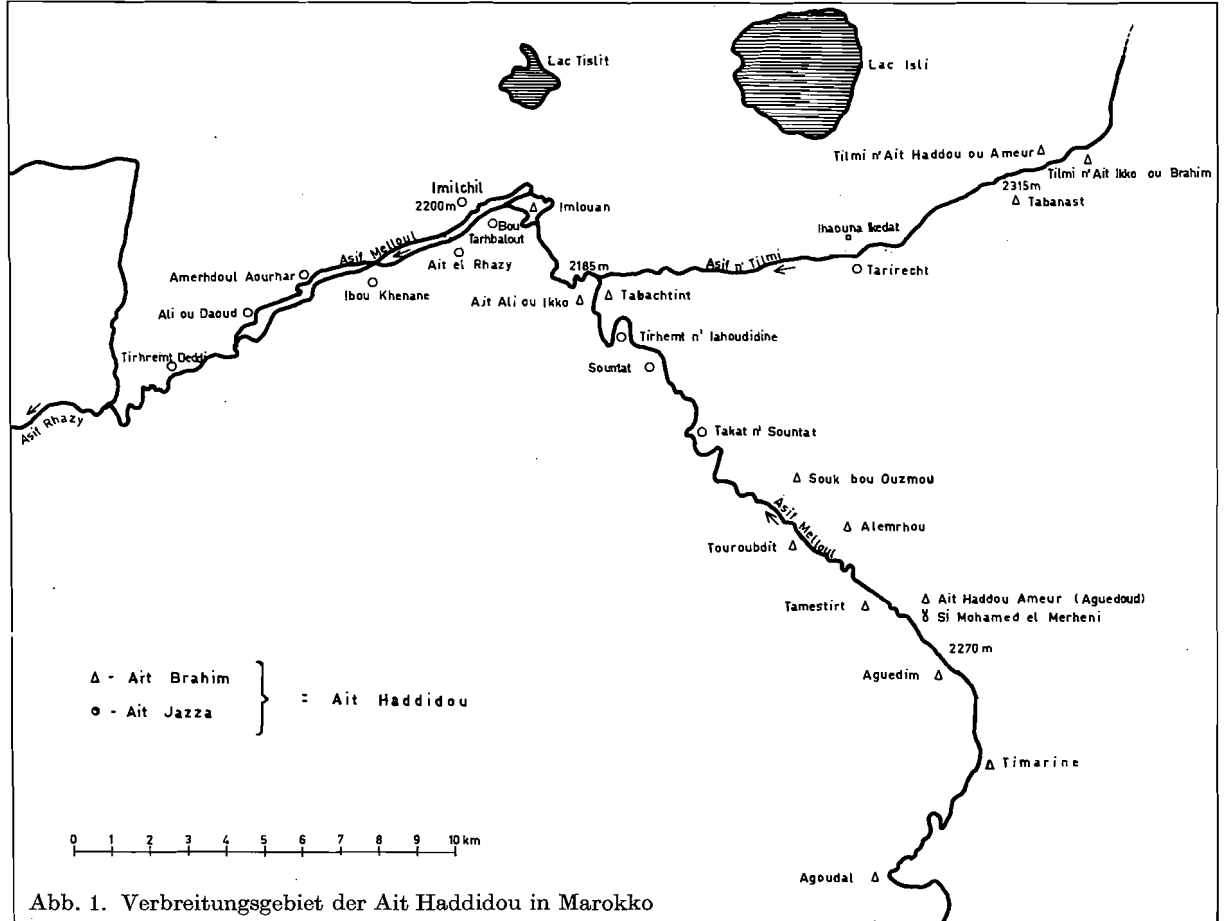 Lac Tislit
Lac Isli
Tilmi n'Ait Haddou ou Ameur
Tilmi n'Ait Ikko ou Brahim
2315m
Tabanast
Imilchil
2200m
Imlouan
Bou
Tarhbalout
Ihaouna Ikedat
Asif Melloul
Ait el Rhazy
2185m
Asif n' Tilmi
Tarirecht
Amerhdoul Aourhar
Ibou Khenane
Ait Ali ou Ikko
Tabachtint
Ali ou Daoud
Tirhemt n' Iahoudidine
Tirhremt Deddi
Sountat
Asif Rhazy
Takat n' Sountat
Souk bou Ouzmou
Asif Melloul
Alemrhou
Touroubdit
Tamestirt
Ait Haddou Ameur (Aguedoud)
Si Mohamed el Merheni
2270 m
Aguedim
Δ - Ait Brahim
o - Ait Jazza
= Ait Haddidou
Timarine
0 1 2 3 4 5 6 7 8 9 10 km
Agoudal
Abb. 1. Verbreitungsgebiet der Ait Haddidou in Marokko